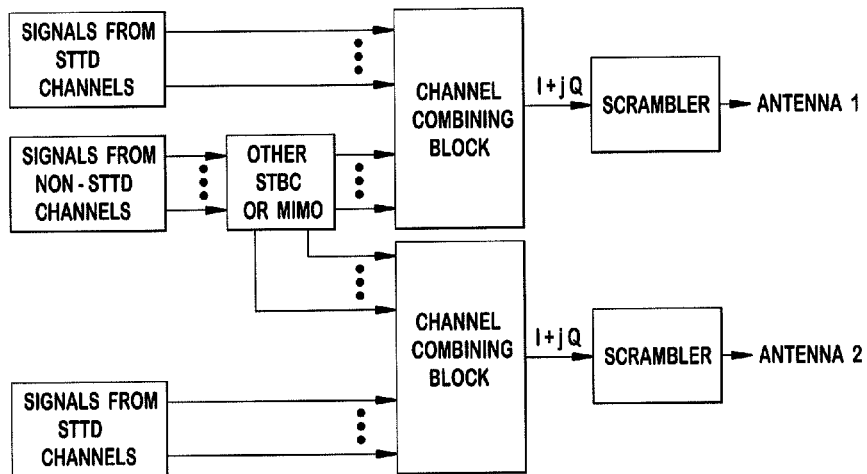 SIGNALS FROM
STTD
CHANNELS
CHANNEL
COMBINING
BLOCK
I+jQ
SCRAMBLER
ANTENNA 1
SIGNALS FROM
NON-STTD
CHANNELS
OTHER
STBC
OR MIMO
CHANNEL
COMBINING
BLOCK
I+jQ
SCRAMBLER
ANTENNA 2
SIGNALS FROM
STTD
CHANNELS